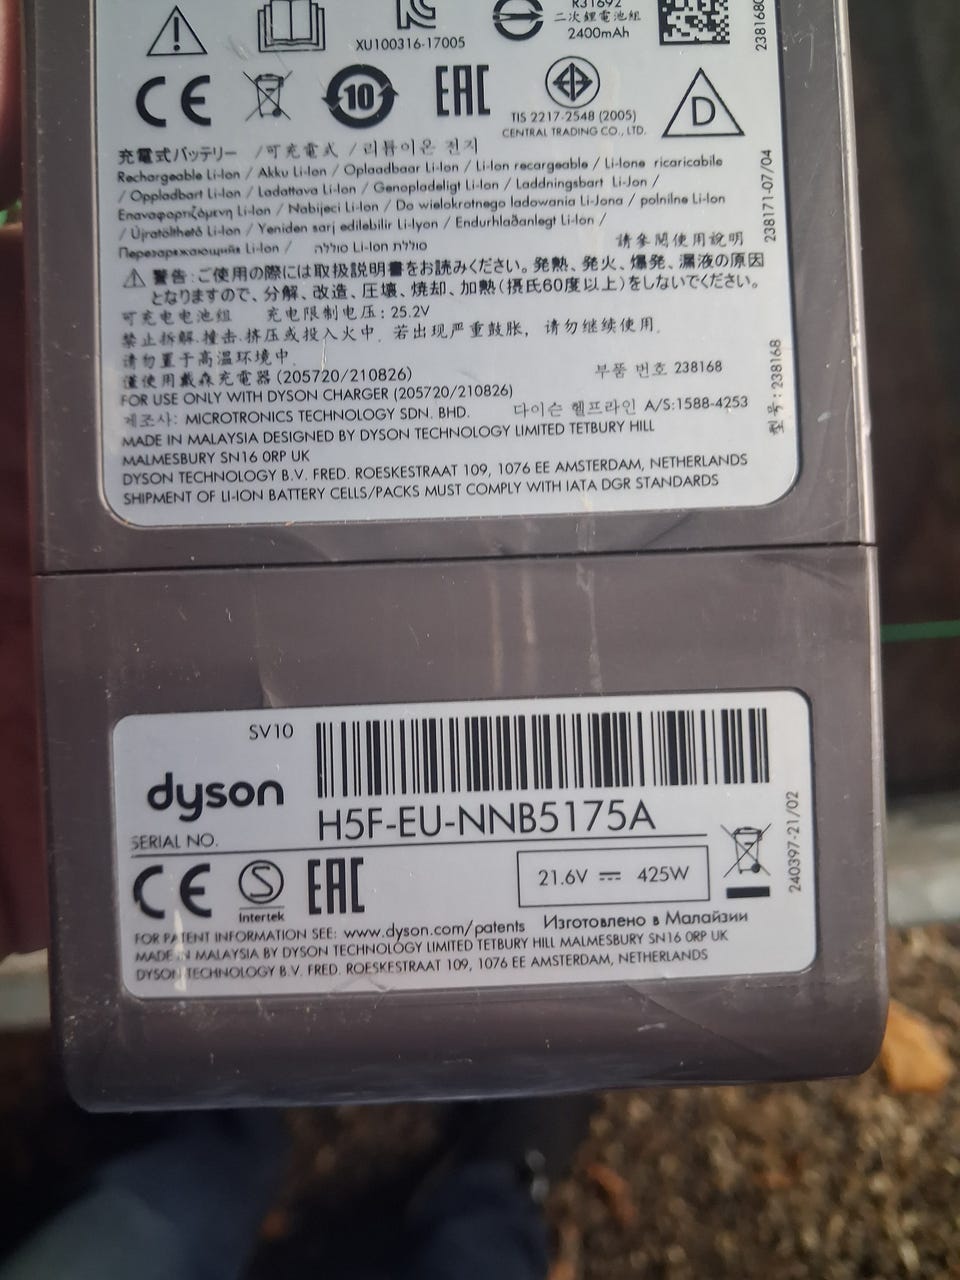 R31692
二次鋰電池組
2400mAh
XU100316-17005
10
EAC
D
TIS 2217-2548 (2005)
CENTRAL TRADING CO., LTD.
充電式バッテリー /可充電式 /리튬이온 전지
Rechargeable Li-Ion / Akku Li-Ion / Oplaadbaar Li-Ion / Li-Ion recargeable / Li-Ione ricaricabile
/ Oppladbart Li-Ion / Ladattava Li-Ion / Genopladeligt Li-Ion / Laddningsbart Li-Jon /
Επαναφορτιζόμενη Li-Ion / Nabíjecí Li-Ion / Do wielokrotnego ładowania Li-Jona / polnilne Li-Ion
/ Újratölthető Li-Ion / Yeniden şarj edilebilir Li-Iyon / Endurhlaðanlegt Li-Ion /
Перезаряжающий Li-Ion / סוללה Li-Ion סוללות
請參閱使用說明
⚠ 警告:ご使用の際には取扱説明書をお読みください。発熱、発火、爆発、漏液の原因
となりますので、分解、改造、圧壊、焼却、加熱(摂氏60度以上)をしないでください。
可充电电池组 充电限制电压: 25.2V
禁止拆解、撞击、挤压或投入火中. 若出现严重鼓胀, 请勿继续使用.
请勿置于高温环境中.
僅使用戴森充電器 (205720/210826)
부품 번호 238168
FOR USE ONLY WITH DYSON CHARGER (205720/210826)
제조사: MICROTRONICS TECHNOLOGY SDN. BHD. 다이슨 헬프라인 A/S:1588-4253
MADE IN MALAYSIA DESIGNED BY DYSON TECHNOLOGY LIMITED TETBURY HILL
MALMESBURY SN16 0RP UK
DYSON TECHNOLOGY B.V. FRED. ROESKESTRAAT 109, 1076 EE AMSTERDAM, NETHERLANDS
SHIPMENT OF LI-ION BATTERY CELLS/PACKS MUST COMPLY WITH IATA DGR STANDARDS
238171-07/04
型号: 238168
SV10
dyson
SERIAL NO.
H5F-EU-NNB5175A
CE
S
Intertek
EAC
21.6V ⎓ 425W
240397-21/02
FOR PATENT INFORMATION SEE: www.dyson.com/patents Изготовлено в Малайзии
MADE IN MALAYSIA BY DYSON TECHNOLOGY LIMITED TETBURY HILL MALMESBURY SN16 0RP UK
DYSON TECHNOLOGY B.V. FRED. ROESKESTRAAT 109, 1076 EE AMSTERDAM, NETHERLANDS